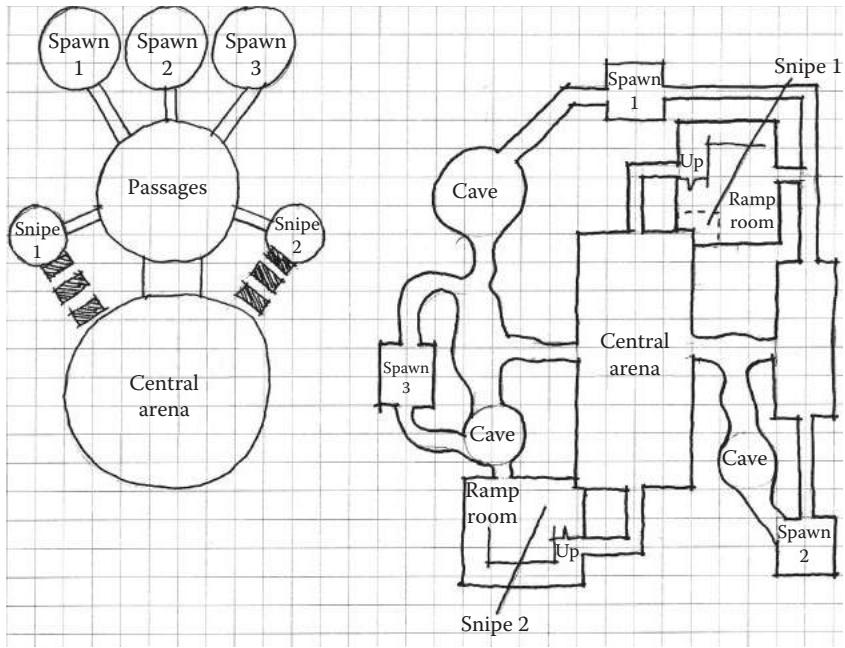 Spawn
1
Spawn
2
Spawn
3
Passages
Snipe
1
Snipe
2
Central
arena
Snipe 1
Spawn
1
Up
Cave
Ramp
room
Central
arena
Spawn
3
Cave
Cave
Ramp
room
Up
Spawn
2
Snipe 2